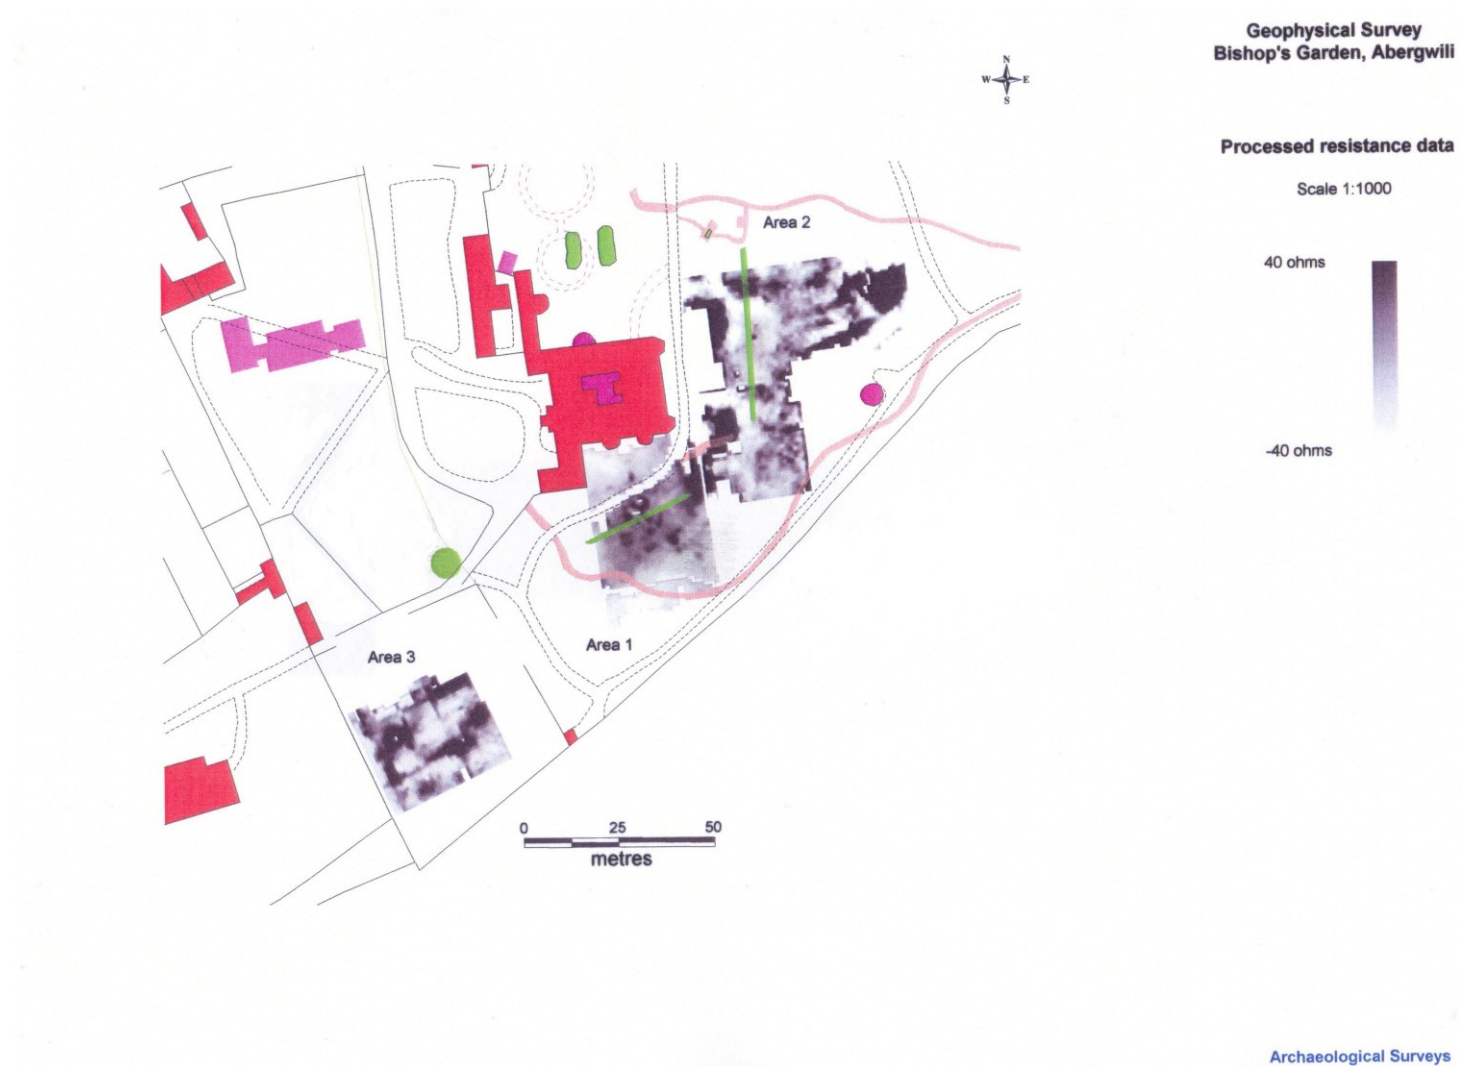 Geophysical Survey
Bishop's Garden, Abergwili
N
W E
S
Processed resistance data
Scale 1:1000
Area 2
40 ohms
-40 ohms
Area 1
Area 3
0 25 50
metres
Archaeological Surveys